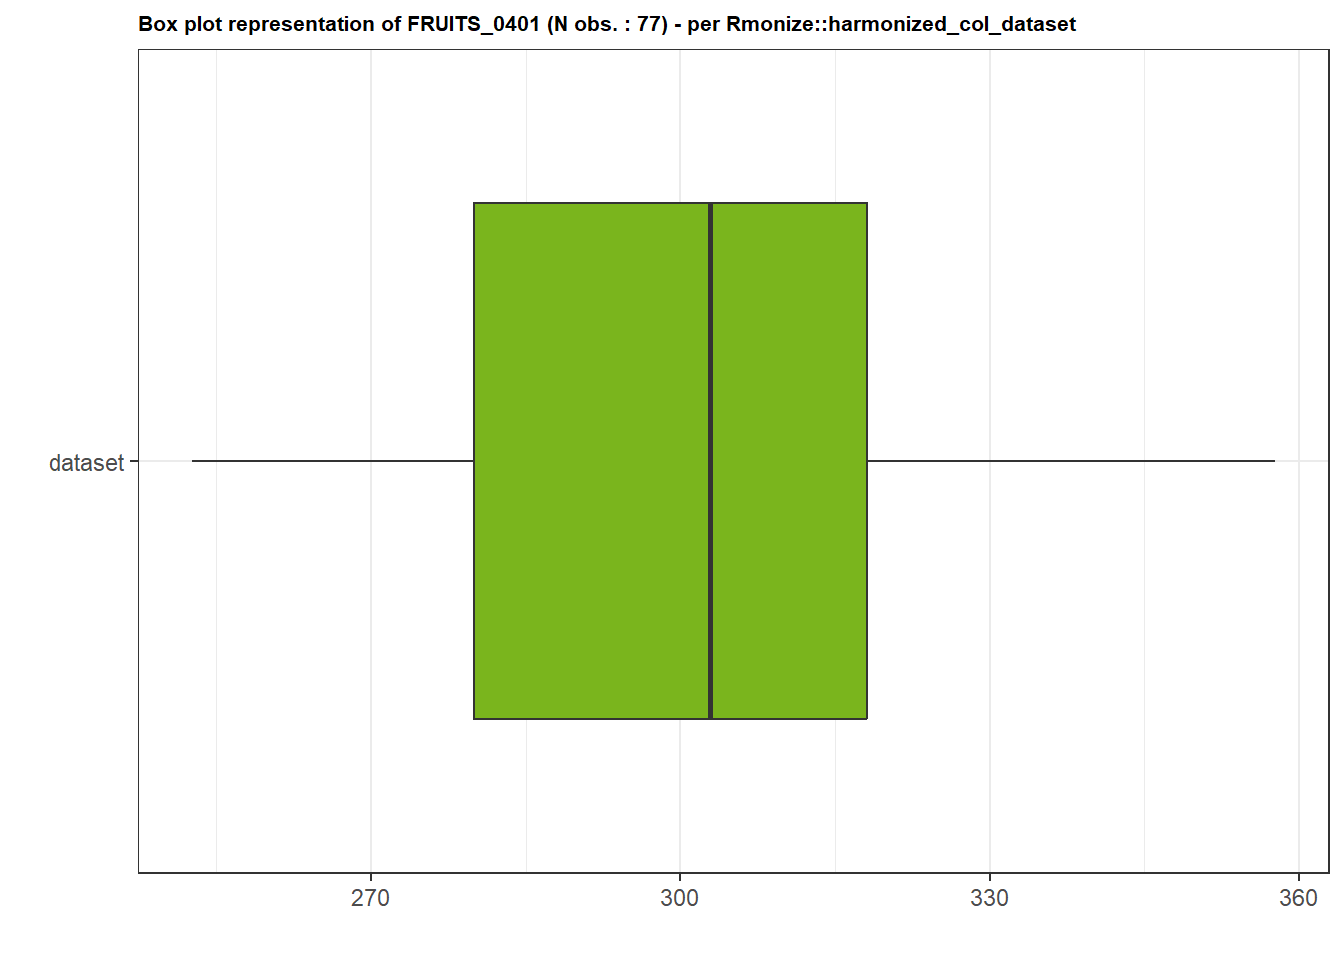 Box plot representation of FRUITS_0401 (N obs. : 77) - per Rmonize::harmonized_col_dataset
dataset
270 300 330 360